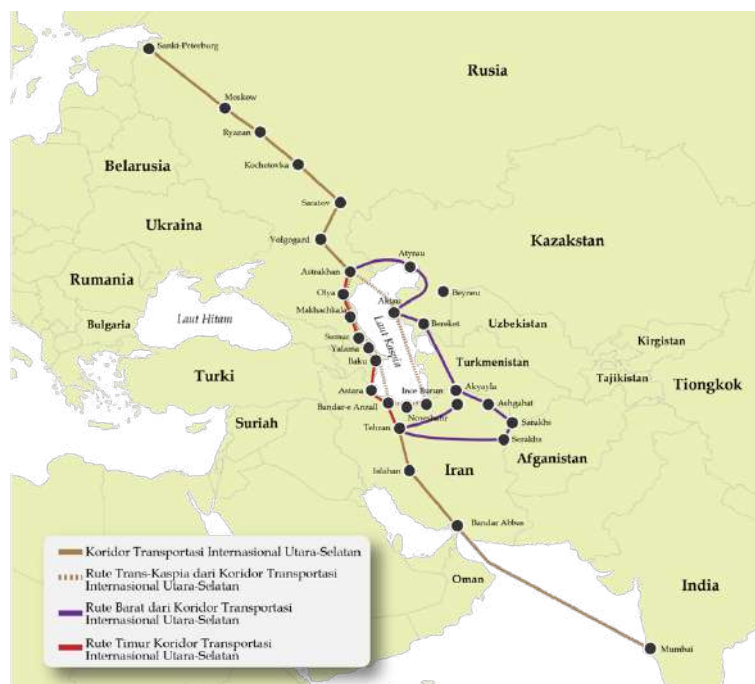 Sankt-Peterburg
Rusia
Moskow
Ryazan
Belarusia
Kochetovka
Saratov
Ukraina
Volgograd
Kazakstan
Atyrau
Astrakhan
Rumania
Beyneu
Olya
Aktau
Makhachkala
Laut Hitam
Bulgaria
Bereket
Uzbekistan
Laut Kaspia
Samur
Kirgistan
Yalama
Baku
Turkmenistan
Turki
Tajikistan
Tiongkok
Akyayla
Astara
Ince Burun
Ashgabat
Bandar-e Anzali
Nowshahr
Suriah
Sarakhs
Tehran
Serakhs
Afganistan
Iran
Isfahan
Bandar Abbas
Koridor Transportasi Internasional Utara-Selatan
Rute Trans-Kaspia dari Koridor Transportasi
Internasional Utara-Selatan
Oman
India
Rute Barat dari Koridor Transportasi
Internasional Utara-Selatan
Rute Timur Koridor Transportasi
Internasional Utara-Selatan
Mumbai